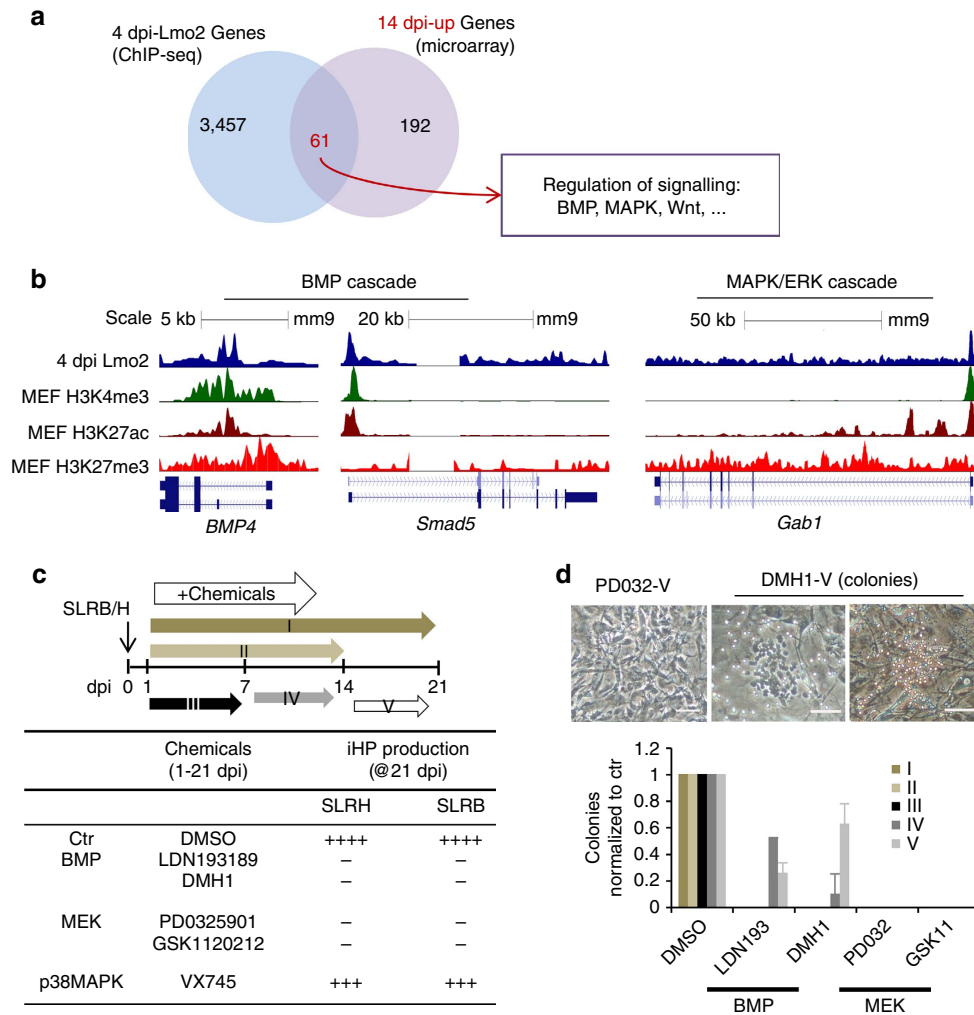 a
4 dpi-Lmo2 Genes
(ChIP-seq)
14 dpi-up Genes
(microarray)
3,457
61
192
Regulation of signalling:
BMP, MAPK, Wnt, ...
b
BMP cascade
MAPK/ERK cascade
Scale
5 kb
mm9
20 kb
mm9
50 kb
mm9
4 dpi Lmo2
MEF H3K4me3
MEF H3K27ac
MEF H3K27me3
BMP4
Smad5
Gab1
c
+Chemicals
SLRB/H
I
II
dpi
0 1 7 14 21
III
IV
V
Chemicals
(1-21 dpi)
iHP production
(@21 dpi)
SLRH SLRB
Ctr DMSO ++++ ++++
BMP LDN193189 – –
DMH1 – –
MEK PD0325901 – –
GSK1120212 – –
p38MAPK VX745 +++ +++
d
PD032-V
DMH1-V (colonies)
Colonies
normalized to ctr
1.2
1
0.8
0.6
0.4
0.2
0
I
II
III
IV
V
DMSO
LDN193
DMH1
PD032
GSK11
BMP
MEK